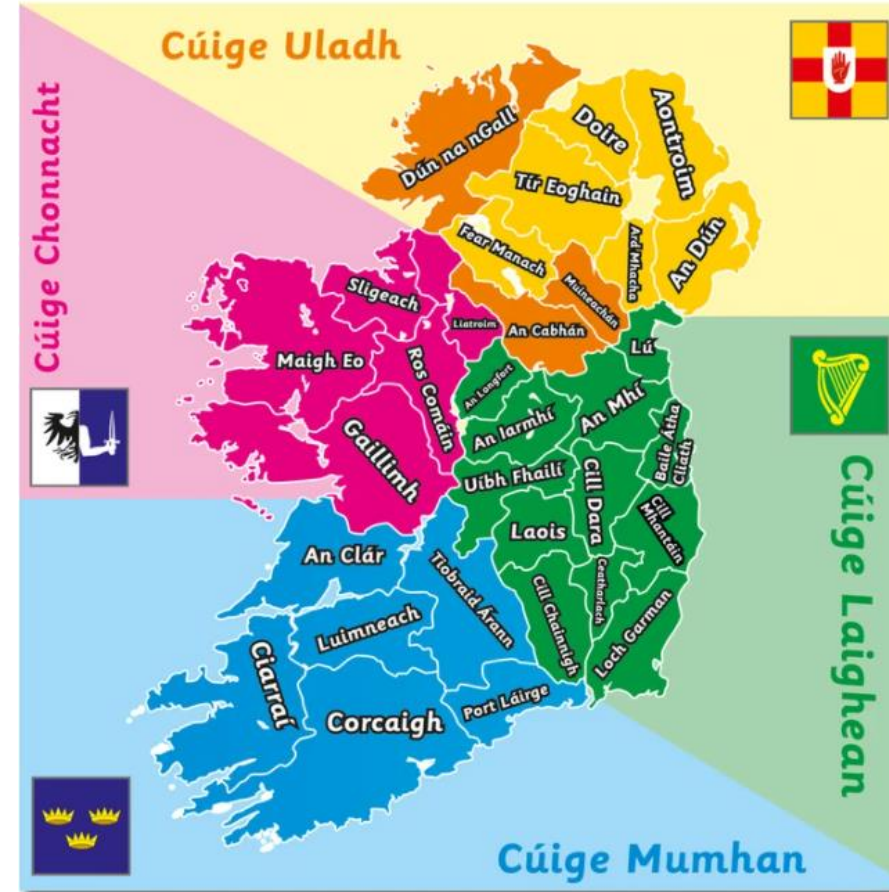 Cúige Uladh
Cúige Chonnacht
Dún na nGall
Doire
Aontroim
Tír Eoghain
Fear Manach
Ard Mhacha
An Dún
Muineachán
An Cabhán
Sligeach
Liatroim
Maigh Eo
Ros Comáin
Gaillimh
Lú
An Longfort
An Mhí
An Iarmhí
Baile Átha
Cliath
Uíbh Fhailí
Cill Dara
Laois
Cill
Mhantáin
Ceatharlach
Cill Chainnigh
Loch Garman
Cúige Laighean
An Clár
Tiobraid Árann
Luimneach
Ciarraí
Corcaigh
Port Láirge
Cúige Mumhan